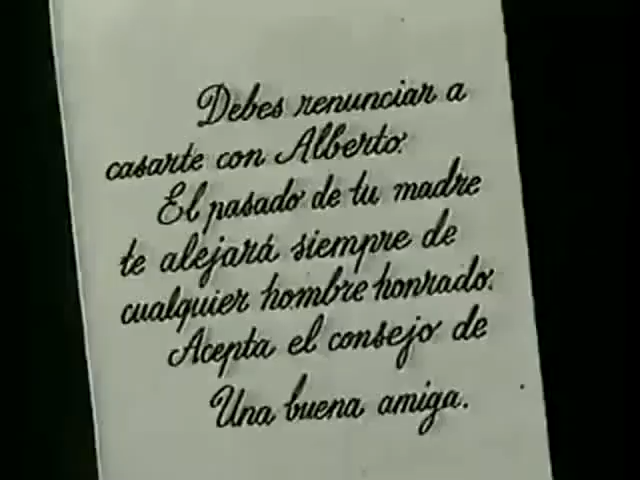 Debes renunciar a
casarte con Alberto.
El pasado de tu madre
te alejará siempre de
cualquier hombre honrado.
Acepta el consejo de
Una buena amiga.